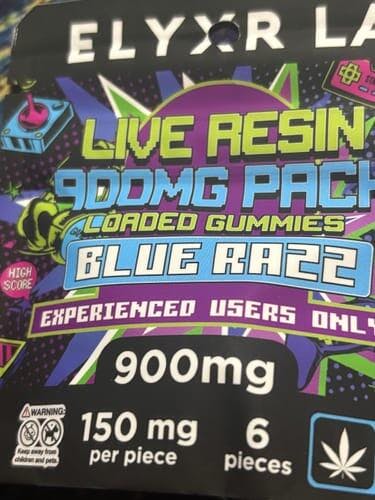 ELYXR LA
LIVE RESIN
900MG PACK
LOADED GUMMIES
BLUE RAZZ
HIGH
SCORE
EXPERIENCED USERS ONLY
900mg
WARNING:
Keep away from
children and pets.
150 mg
per piece
6
pieces